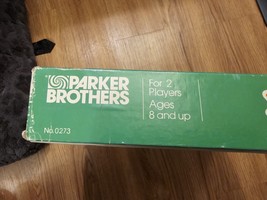 PARKER
BROTHERS
For 2
Players
Ages
8 and up
No. 0273